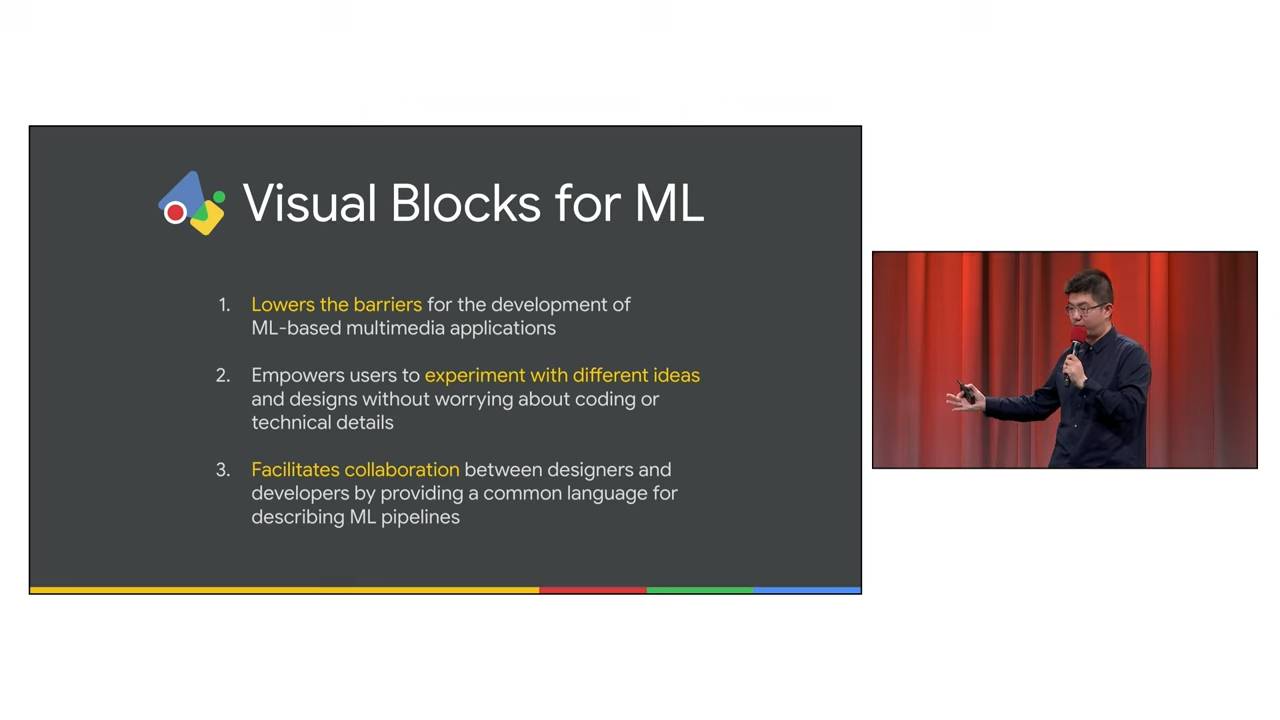 Visual Blocks for ML
1. Lowers the barriers for the development of
ML-based multimedia applications
2. Empowers users to experiment with different ideas
and designs without worrying about coding or
technical details
3. Facilitates collaboration between designers and
developers by providing a common language for
describing ML pipelines